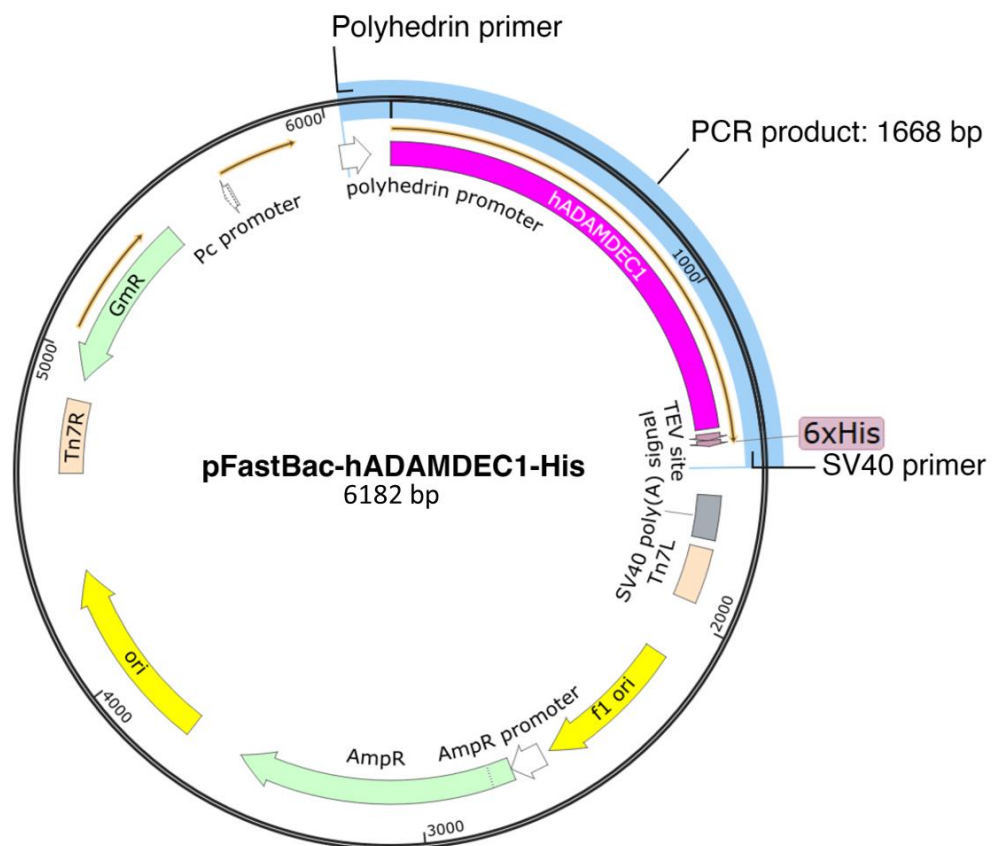 Polyhedrin primer
6000
PCR product: 1668 bp
polyhedrin promoter
hADAMDEC1
Pc promoter
1000
GmR
5000
Tn7R
TEV site
6xHis
SV40 primer
pFastBac-hADAMDEC1-His
6182 bp
SV40 poly(A) signal
Tn7L
2000
ori
f1 ori
4000
AmpR promoter
AmpR
3000